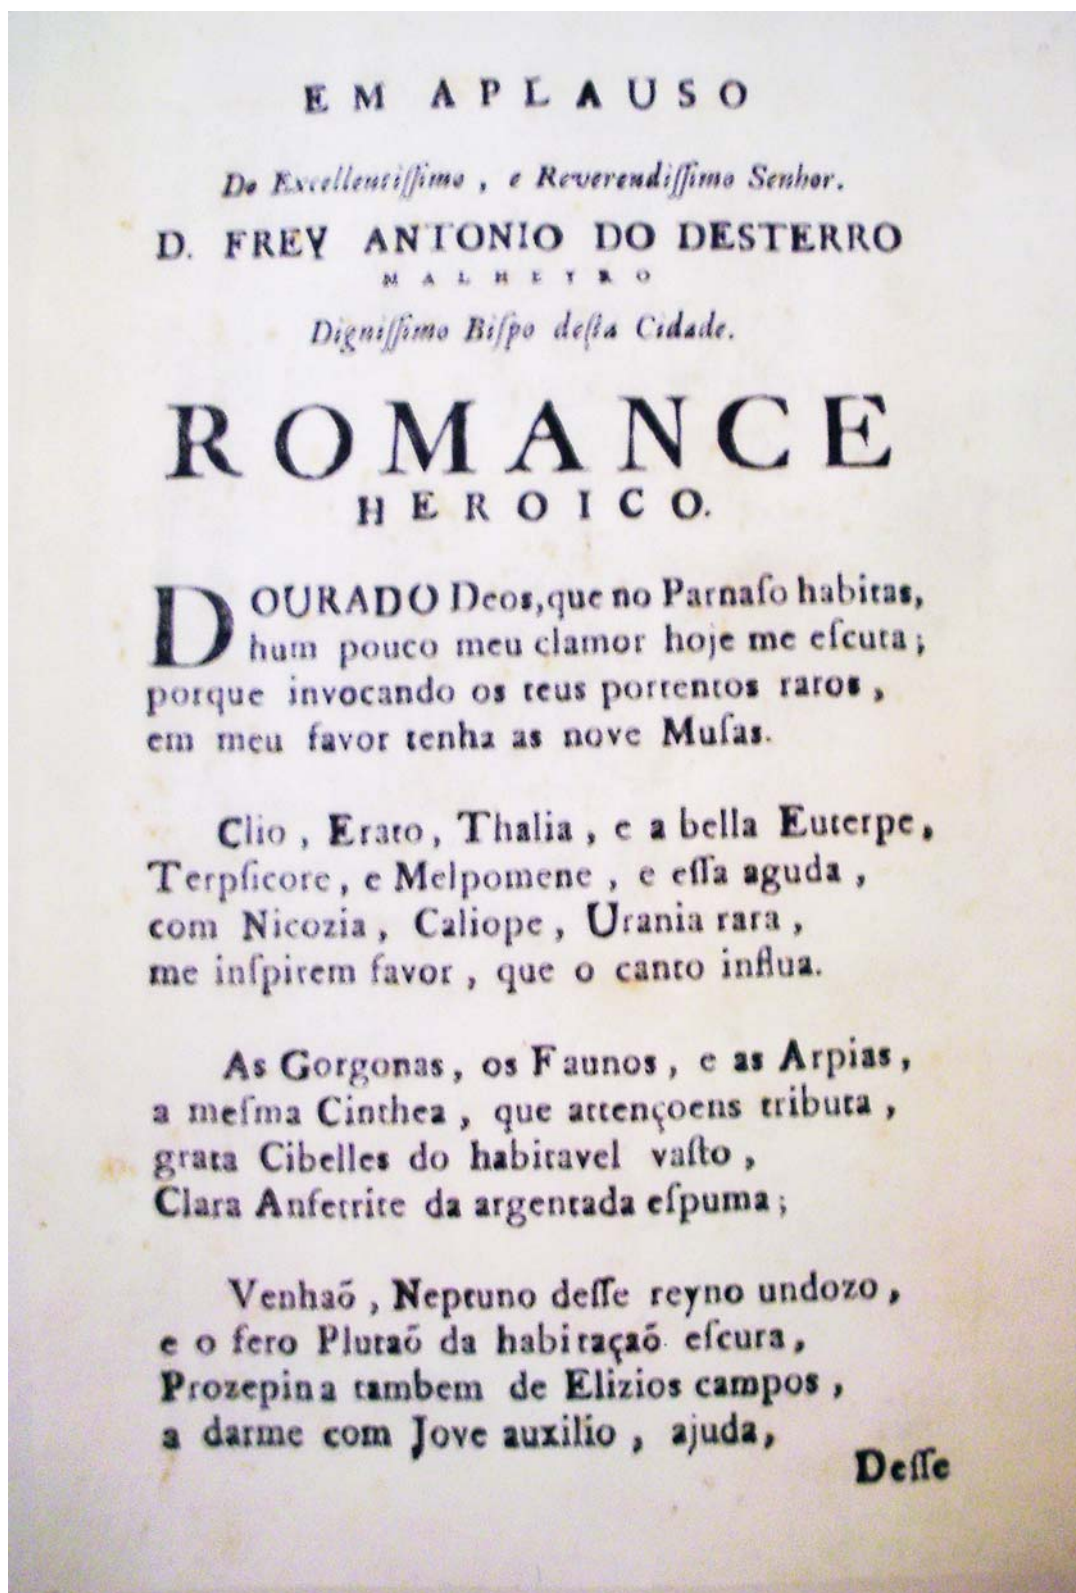 EM APLAUSO
Do Excellentiſſimo, e Reverendiſſimo Senhor.
D. FREY ANTONIO DO DESTERRO
MALHEYRO
Digniſſimo Biſpo deſta Cidade.
ROMANCE
HEROICO.
DOURADO Deos, que no Parnaſo habitas,
hum pouco meu clamor hoje me eſcuta;
porque invocando os teus portentos raros,
em meu favor tenha as nove Muſas.
Clio, Erato, Thalia, e a bella Euterpe,
Terpſicore, e Melpomene, e eſſa aguda,
com Nicozia, Caliope, Urania rara,
me inſpirem favor, que o canto influa.
As Gorgonas, os Faunos, e as Arpias,
a meſma Cinthea, que attençoens tributa,
grata Cibelles do habitavel vaſto,
Clara Anfetrite da argentada eſpuma;
Venhaõ, Neptuno deſſe reyno undozo,
e o fero Plutaõ da habitaçaõ eſcura,
Prozepina tambem de Elizios campos,
a darme com Jove auxilio, ajuda,
Deſſe